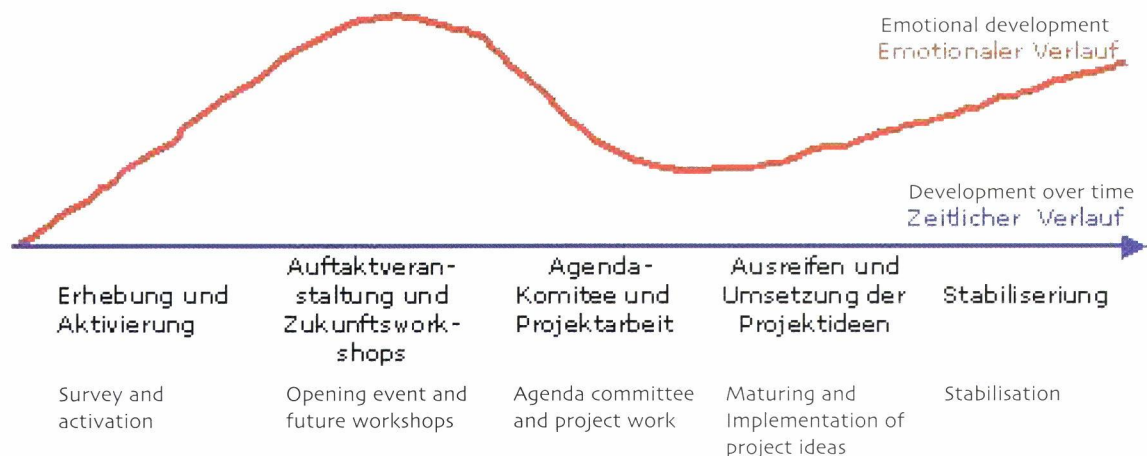 Emotional development
Emotionaler Verlauf
Development over time
Zeitlicher Verlauf
Erhebung und
Aktivierung
Auftaktveran-
staltung und
Zukunftswork-
shops
Agenda-
Komitee und
Projektarbeit
Ausreifen und
Umsetzung der
Projektideen
Stabiliseriung
Survey and
activation
Opening event and
future workshops
Agenda committee
and project work
Maturing and
Implementation of
project ideas
Stabilisation